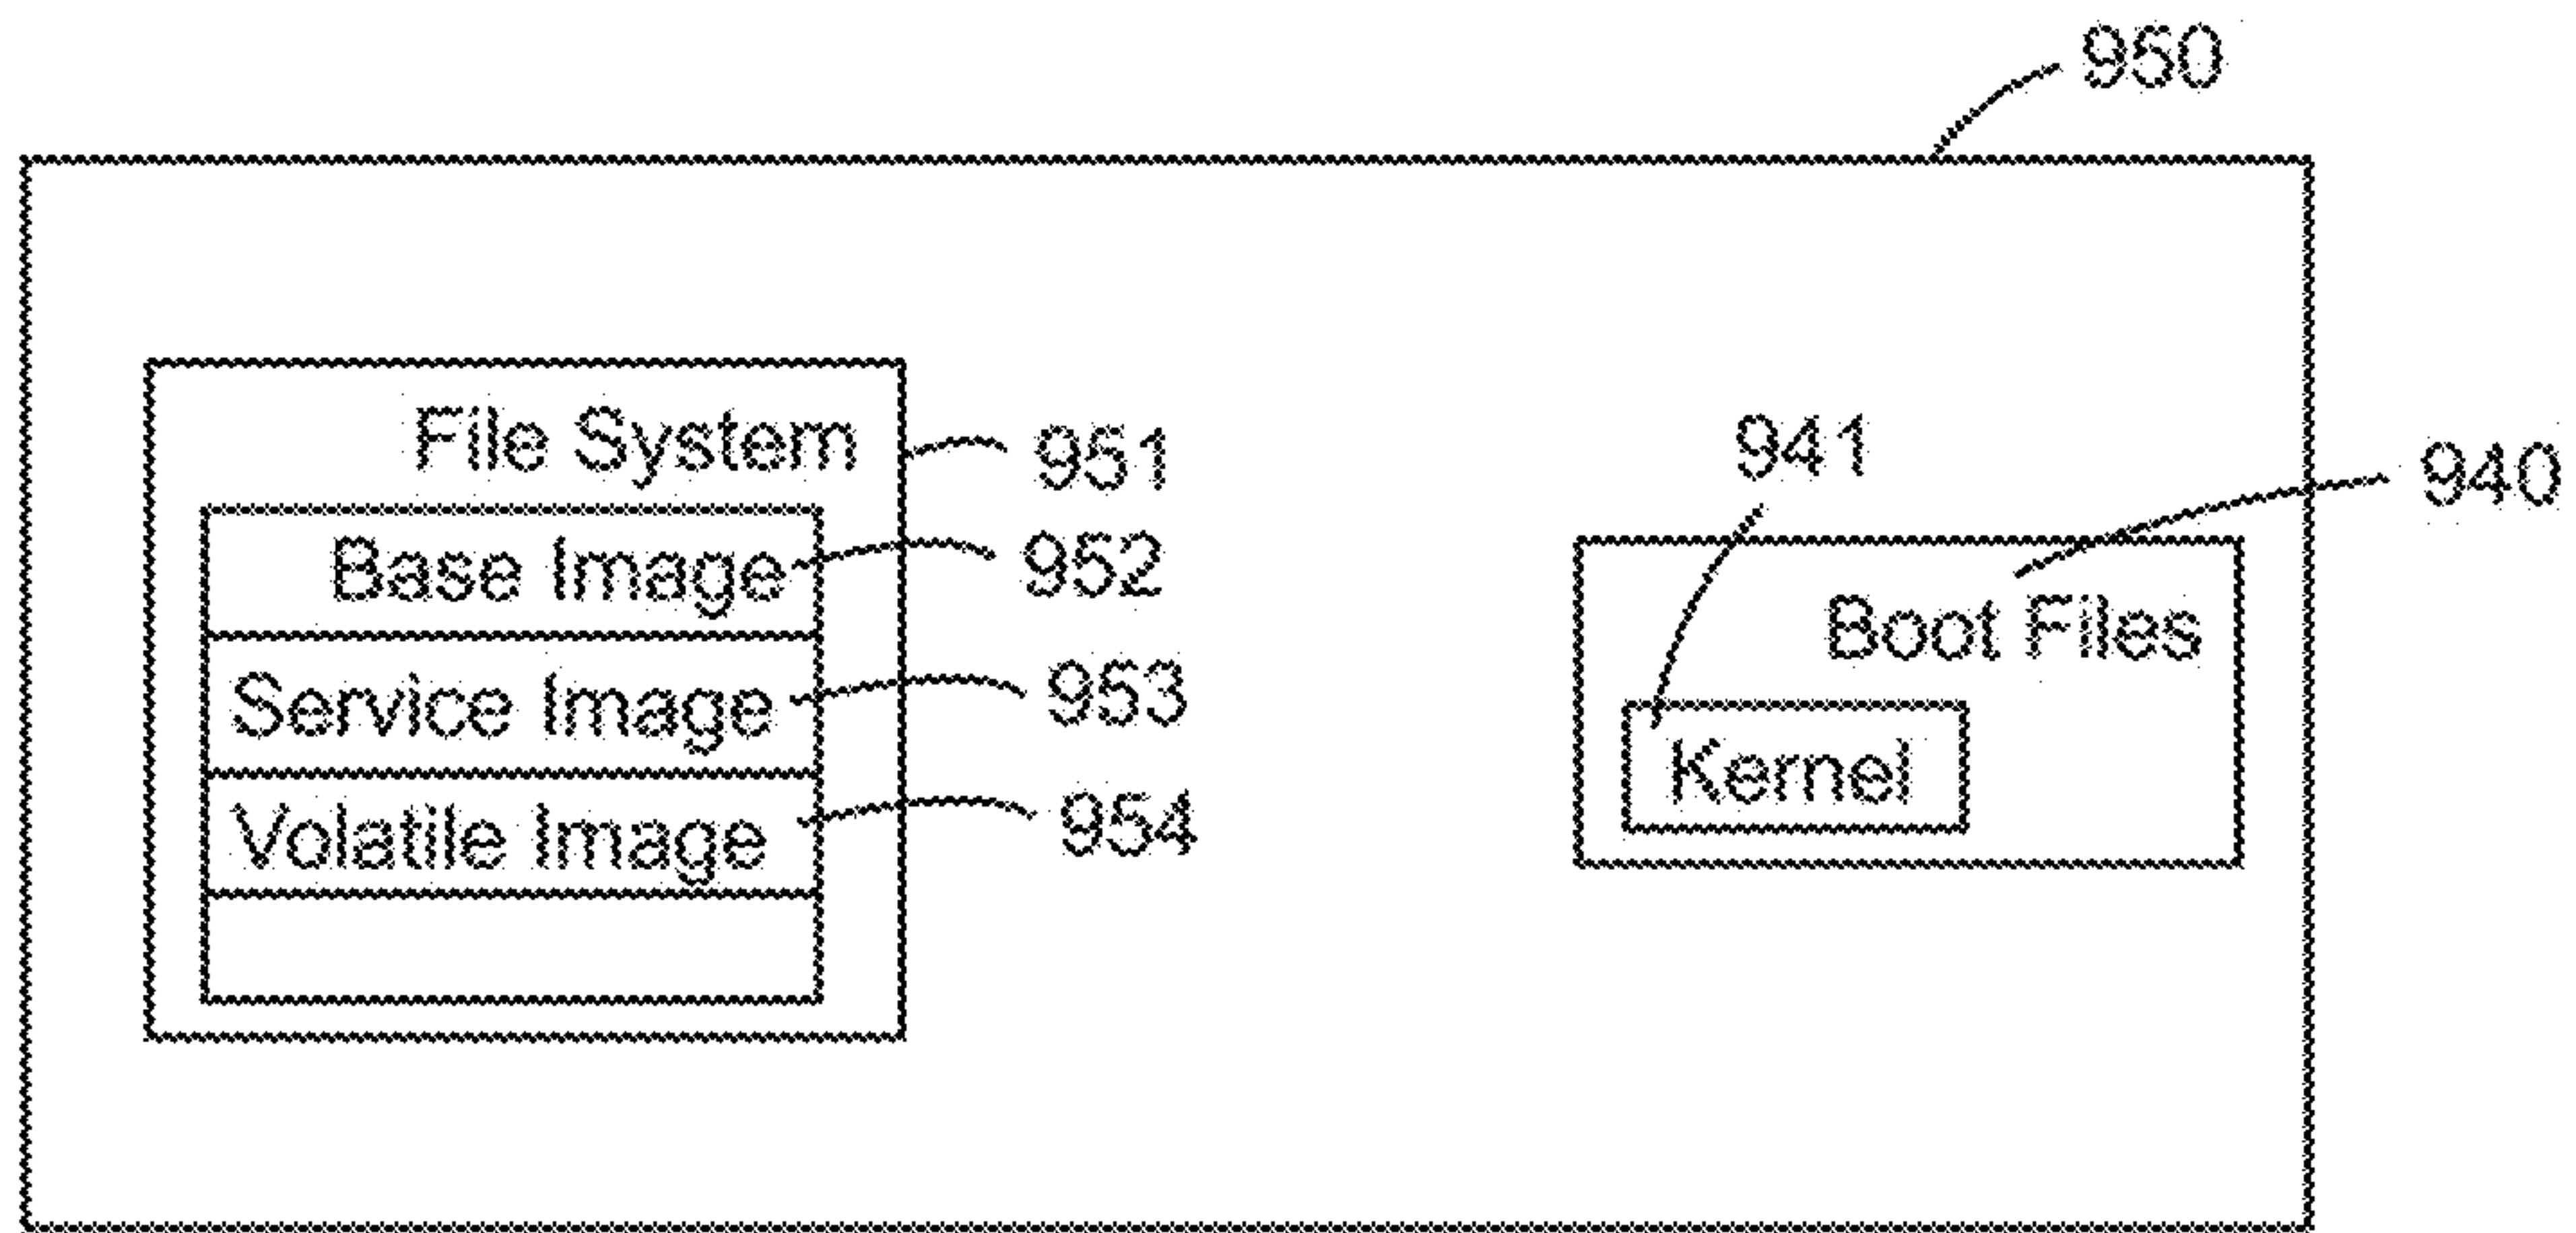 950
File System
951
Base Image
952
Service Image
953
Volatile Image
954
941
940
Boot Files
Kernel